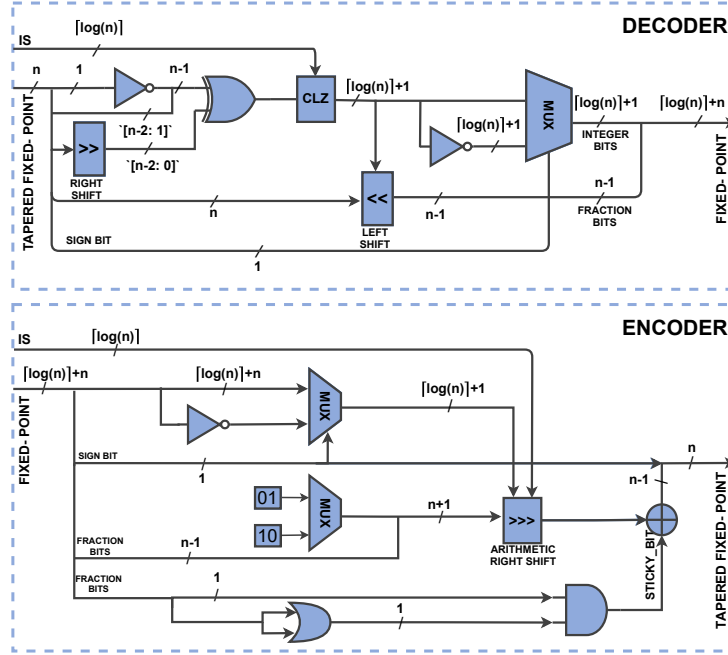 DECODER
IS
⌈log(n)⌉
n
1
n-1
CLZ
⌈log(n)⌉+1
MUX
⌈log(n)⌉+1
⌈log(n)⌉+n
⌈log(n)⌉+1
INTEGER
BITS
`[n-2: 1]`
>>
`[n-2: 0]`
RIGHT
SHIFT
<<
n
n-1
n-1
FRACTION
BITS
LEFT
SHIFT
SIGN BIT
1
TAPERED FIXED- POINT
FIXED- POINT
ENCODER
IS
⌈log(n)⌉
⌈log(n)⌉+n
⌈log(n)⌉+n
MUX
⌈log(n)⌉+1
FIXED- POINT
SIGN BIT
1
n
n-1
01
10
MUX
n+1
>>>
ARITHMETIC
RIGHT SHIFT
FRACTION
BITS
n-1
FRACTION
BITS
1
1
STICKY_BIT
TAPERED FIXED- POINT